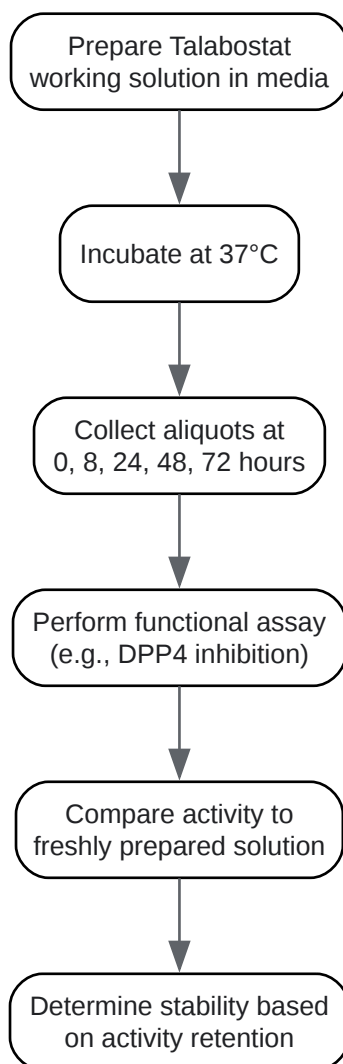 Prepare Talabostat
working solution in media
Incubate at 37°C
Collect aliquots at
0, 8, 24, 48, 72 hours
Perform functional assay
(e.g., DPP4 inhibition)
Compare activity to
freshly prepared solution
Determine stability based
on activity retention